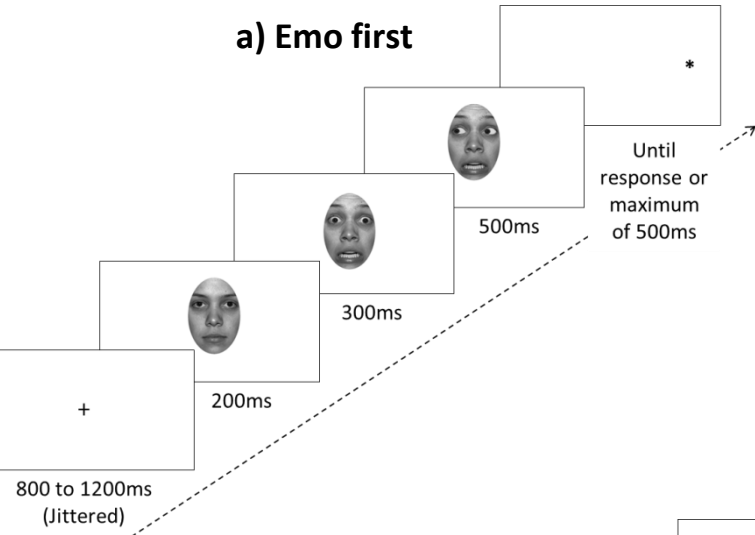 a) Emo first
*
Until
response or
maximum
of 500ms
500ms
300ms
200ms
+
800 to 1200ms
(Jittered)